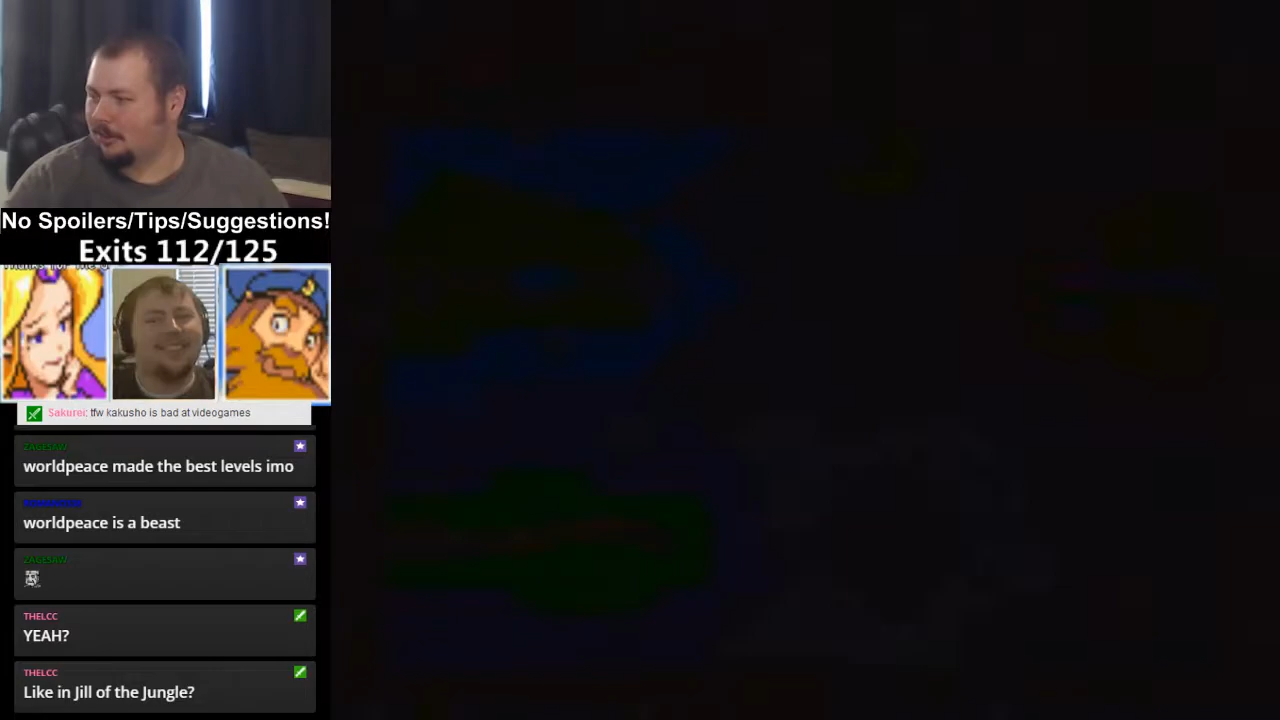 No Spoilers/Tips/Suggestions!
Exits 112/125
Sakurei: tfw kakusho is bad at videogames
worldpeace made the best levels imo
worldpeace is a beast
THELCC
YEAH?
THELCC
Like in Jill of the Jungle?